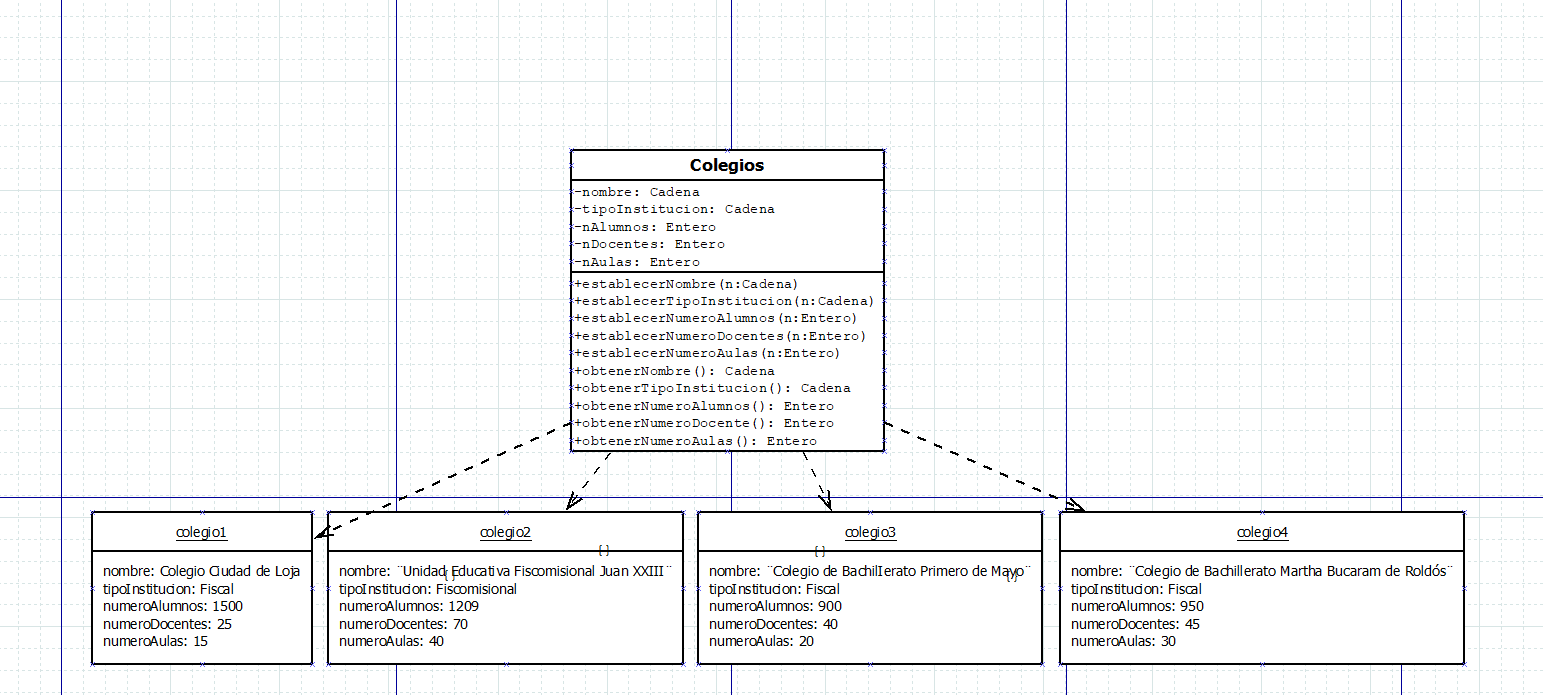 Colegios
-nombre: Cadena
-tipoInstitucion: Cadena
-nAlumnos: Entero
-nDocentes: Entero
-nAulas: Entero
+establecerNombre(n:Cadena)
+establecerTipoInstitucion(n:Cadena)
+establecerNumeroAlumnos(n:Entero)
+establecerNumeroDocentes(n:Entero)
+establecerNumeroAulas(n:Entero)
+obtenerNombre(): Cadena
+obtenerTipoInstitucion(): Cadena
+obtenerNumeroAlumnos(): Entero
+obtenerNumeroDocente(): Entero
+obtenerNumeroAulas(): Entero
colegio1
nombre: Colegio Ciudad de Loja
tipoInstitucion: Fiscal
numeroAlumnos: 1500
numeroDocentes: 25
numeroAulas: 15
colegio2
{}
nombre: ¨Unidad Educativa Fiscomisional Juan XXIII¨
{}
tipoInstitucion: Fiscomisional
numeroAlumnos: 1209
numeroDocentes: 70
numeroAulas: 40
colegio3
{}
nombre: ¨Colegio de Bachillerato Primero de Mayo¨
{}
tipoInstitucion: Fiscal
numeroAlumnos: 900
numeroDocentes: 40
numeroAulas: 20
colegio4
nombre: ¨Colegio de Bachillerato Martha Bucaram de Roldós¨
tipoInstitucion: Fiscal
numeroAlumnos: 950
numeroDocentes: 45
numeroAulas: 30